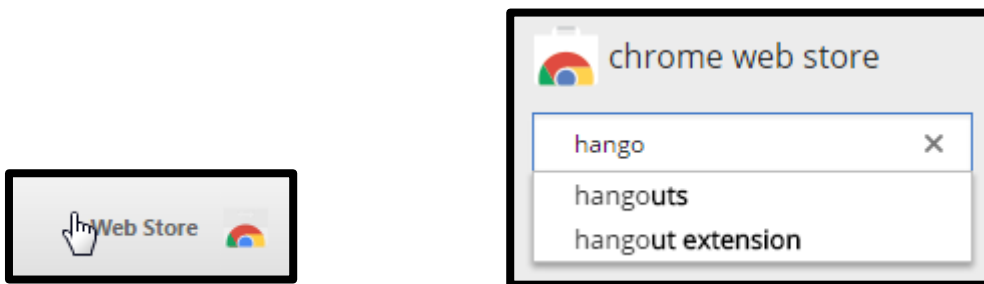 Web Store
chrome web store
hango
hangouts
hangout extension